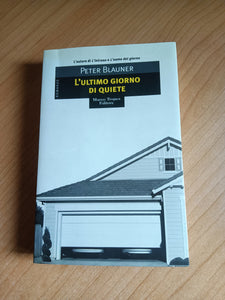 L'autore di L'intruso e L'uomo del giorno
PETER BLAUNER
L'ULTIMO GIORNO
DI QUIETE
Marco Tropea
Editore